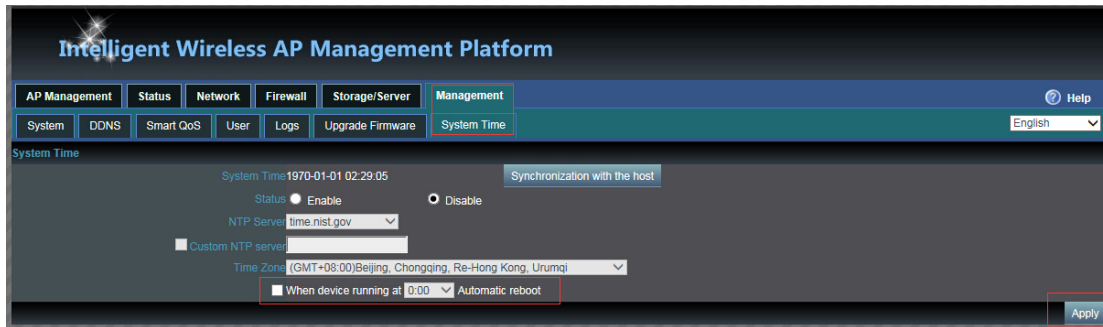 Intelligent Wireless AP Management Platform
AP Management Status Network Firewall Storage/Server Management Help
System DDNS Smart QoS User Logs Upgrade Firmware System Time English
System Time
System Time 1970-01-01 02:29:05 Synchronization with the host
Status Enable Disable
NTP Server time.nist.gov
Custom NTP server
Time Zone (GMT+08:00)Beijing, Chongqing, Re-Hong Kong, Urumqi
When device running at 0:00 Automatic reboot
Apply